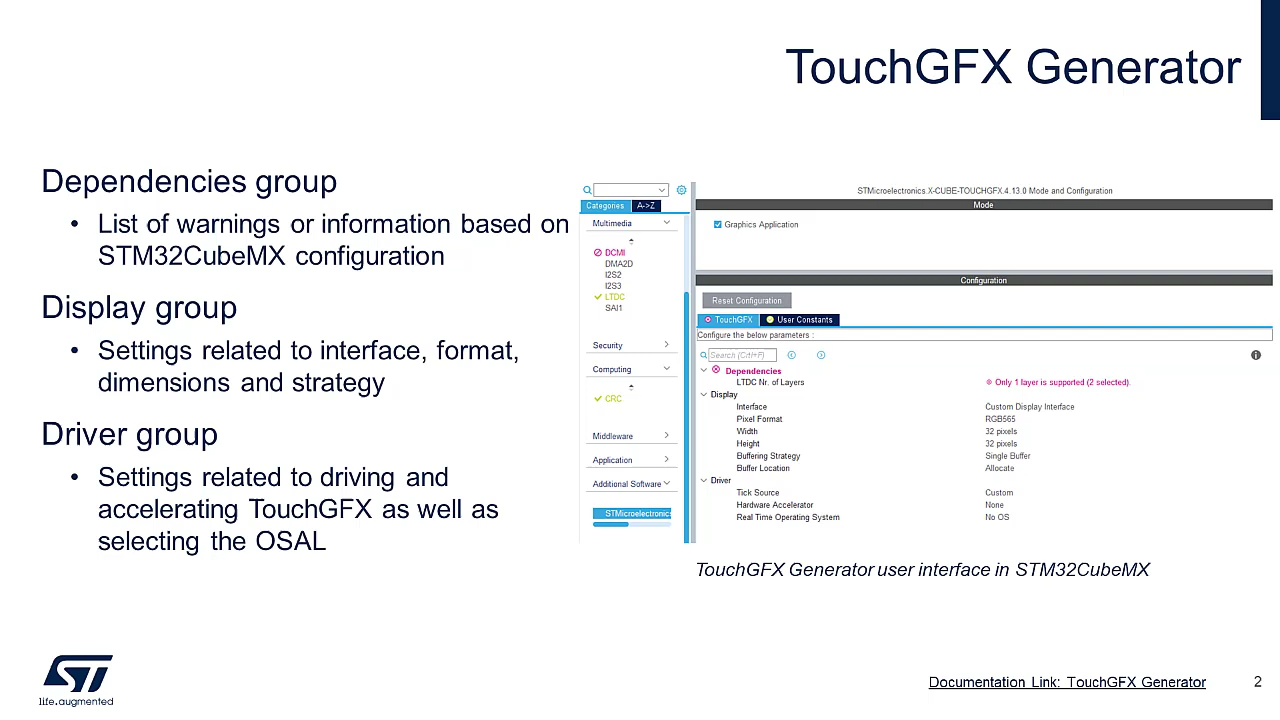 TouchGFX Generator
Dependencies group
• List of warnings or information based on
STM32CubeMX configuration
Display group
• Settings related to interface, format,
dimensions and strategy
Driver group
• Settings related to driving and
accelerating TouchGFX as well as
selecting the OSAL
Categories A->Z
Multimedia
DCMI
DMA2D
I2S2
I2S3
LTDC
SAI1
Security
Computing
CRC
Middleware
Application
Additional Software
STMicroelectronics
STMicroelectronics.X-CUBE-TOUCHGFX.4.13.0 Mode and Configuration
Mode
Graphics Application
Configuration
Reset Configuration
TouchGFX User Constants
Configure the below parameters :
Search (Ctrl+F)
Dependencies
LTDC Nr. of Layers Only 1 layer is supported (2 selected).
Display
Interface Custom Display Interface
Pixel Format RGB565
Width 32 pixels
Height 32 pixels
Buffering Strategy Single Buffer
Buffer Location Allocate
Driver
Tick Source Custom
Hardware Accelerator None
Real Time Operating System No OS
TouchGFX Generator user interface in STM32CubeMX
ST
life.augmented
Documentation Link: TouchGFX Generator
2